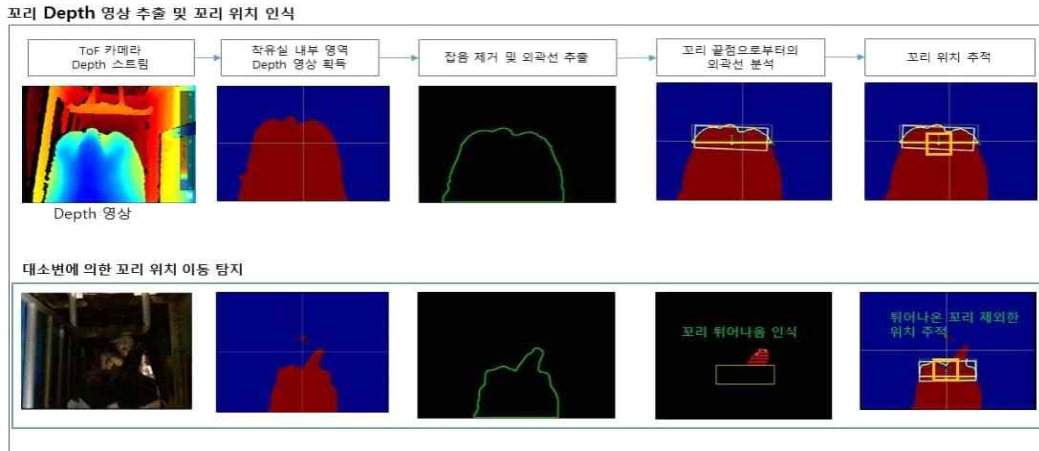 꼬리 Depth 영상 추출 및 꼬리 위치 인식
ToF 카메라
Depth 스트림
착유실 내부 영역
Depth 영상 획득
잡음 제거 및 외곽선 추출
꼬리 끝점으로부터의
외곽선 분석
꼬리 위치 추적
Depth 영상
대소변에 의한 꼬리 위치 이동 탐지
꼬리 튀어나옴 인식
튀어나온 꼬리 제외한
위치 추적